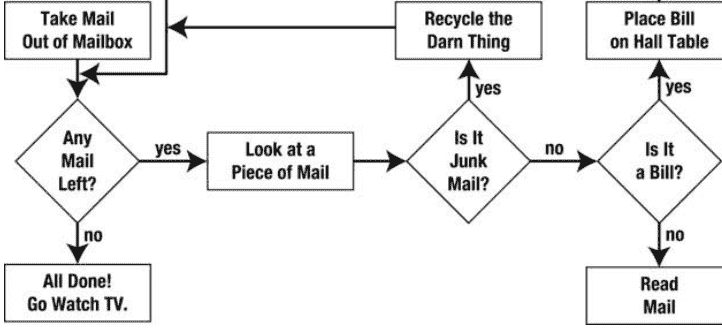 Take Mail
Out of Mailbox
Recycle the
Darn Thing
Place Bill
on Hall Table
yes
yes
Any
Mail
Left?
yes
Look at a
Piece of Mail
Is It
Junk
Mail?
no
Is It
a Bill?
no
no
All Done!
Go Watch TV.
Read
Mail